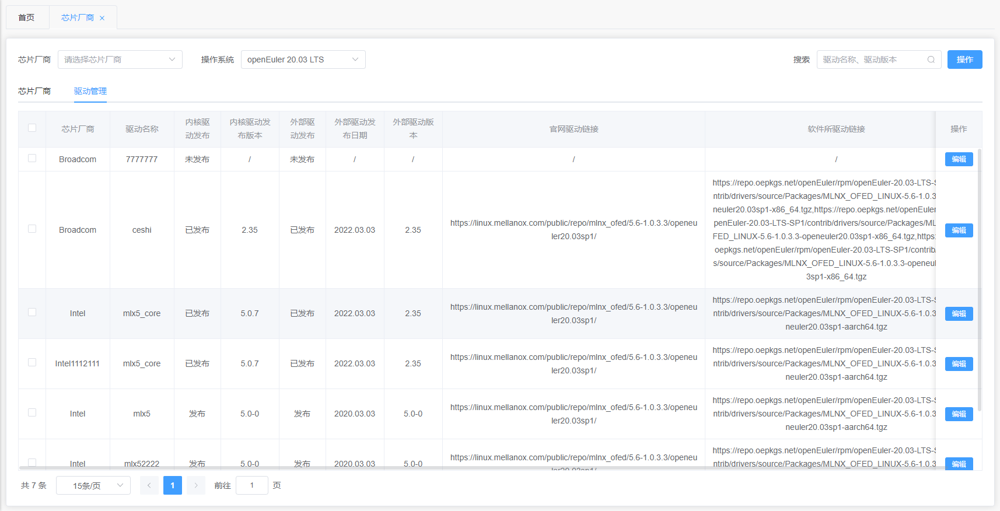 首页
芯片厂商
芯片厂商
请选择芯片厂商
操作系统
openEuler 20.03 LTS
搜索
驱动名称、驱动版本
操作
芯片厂商
驱动管理
芯片厂商
驱动名称
内核驱
动发布
内核驱动发
布版本
外部驱
动发布
外部驱动发
布日期
外部驱动版
本
官网驱动链接
软件所驱动链接
操作
Broadcom
7777777
未发布
/
未发布
/
/
/
/
编辑
Broadcom
ceshi
已发布
2.35
已发布
2022.03.03
2.35
https://linux.mellanox.com/public/repo/mlnx_ofed/5.6-1.0.3.3/openeu
ler20.03sp1/
https://repo.oepkgs.net/openEuler/rpm/openEuler-20.03-LTS-S
ntrib/drivers/source/Packages/MLNX_OFED_LINUX-5.6-1.0.3
neuler20.03sp1-x86_64.tgz,https://repo.oepkgs.net/openEuler
penEuler-20.03-LTS-SP1/contrib/drivers/source/Packages/ML
FED_LINUX-5.6-1.0.3.3-openeuler20.03sp1-x86_64.tgz,https:
oepkgs.net/openEuler/rpm/openEuler-20.03-LTS-SP1/contrib
s/source/Packages/MLNX_OFED_LINUX-5.6-1.0.3.3-openeul
3sp1-x86_64.tgz
编辑
Intel
mlx5_core
已发布
5.0.7
已发布
2022.03.03
2.35
https://linux.mellanox.com/public/repo/mlnx_ofed/5.6-1.0.3.3/openeu
ler20.03sp1/
https://repo.oepkgs.net/openEuler/rpm/openEuler-20.03-LTS-S
ntrib/drivers/source/Packages/MLNX_OFED_LINUX-5.6-1.0.3
neuler20.03sp1-aarch64.tgz
编辑
Intel1112111
mlx5_core
已发布
5.0.7
已发布
2022.03.03
2.35
https://linux.mellanox.com/public/repo/mlnx_ofed/5.6-1.0.3.3/openeu
ler20.03sp1/
https://repo.oepkgs.net/openEuler/rpm/openEuler-20.03-LTS-S
ntrib/drivers/source/Packages/MLNX_OFED_LINUX-5.6-1.0.3
neuler20.03sp1-aarch64.tgz
编辑
Intel
mlx5
发布
5.0-0
发布
2020.03.03
5.0-0
https://linux.mellanox.com/public/repo/mlnx_ofed/5.6-1.0.3.3/openeu
ler20.03sp1/
https://repo.oepkgs.net/openEuler/rpm/openEuler-20.03-LTS-S
ntrib/drivers/source/Packages/MLNX_OFED_LINUX-5.6-1.0.3
neuler20.03sp1-aarch64.tgz
编辑
Intel
mlx52222
发布
5.0-0
发布
2020.03.03
5.0-0
https://linux.mellanox.com/public/repo/mlnx_ofed/5.6-1.0.3.3/openeu
ler20.03sp1/
https://repo.oepkgs.net/openEuler/rpm/openEuler-20.03-LTS-S
ntrib/drivers/source/Packages/MLNX_OFED_LINUX-5.6-1.0.3
编辑
共 7 条
15条/页
1
前往
1
页